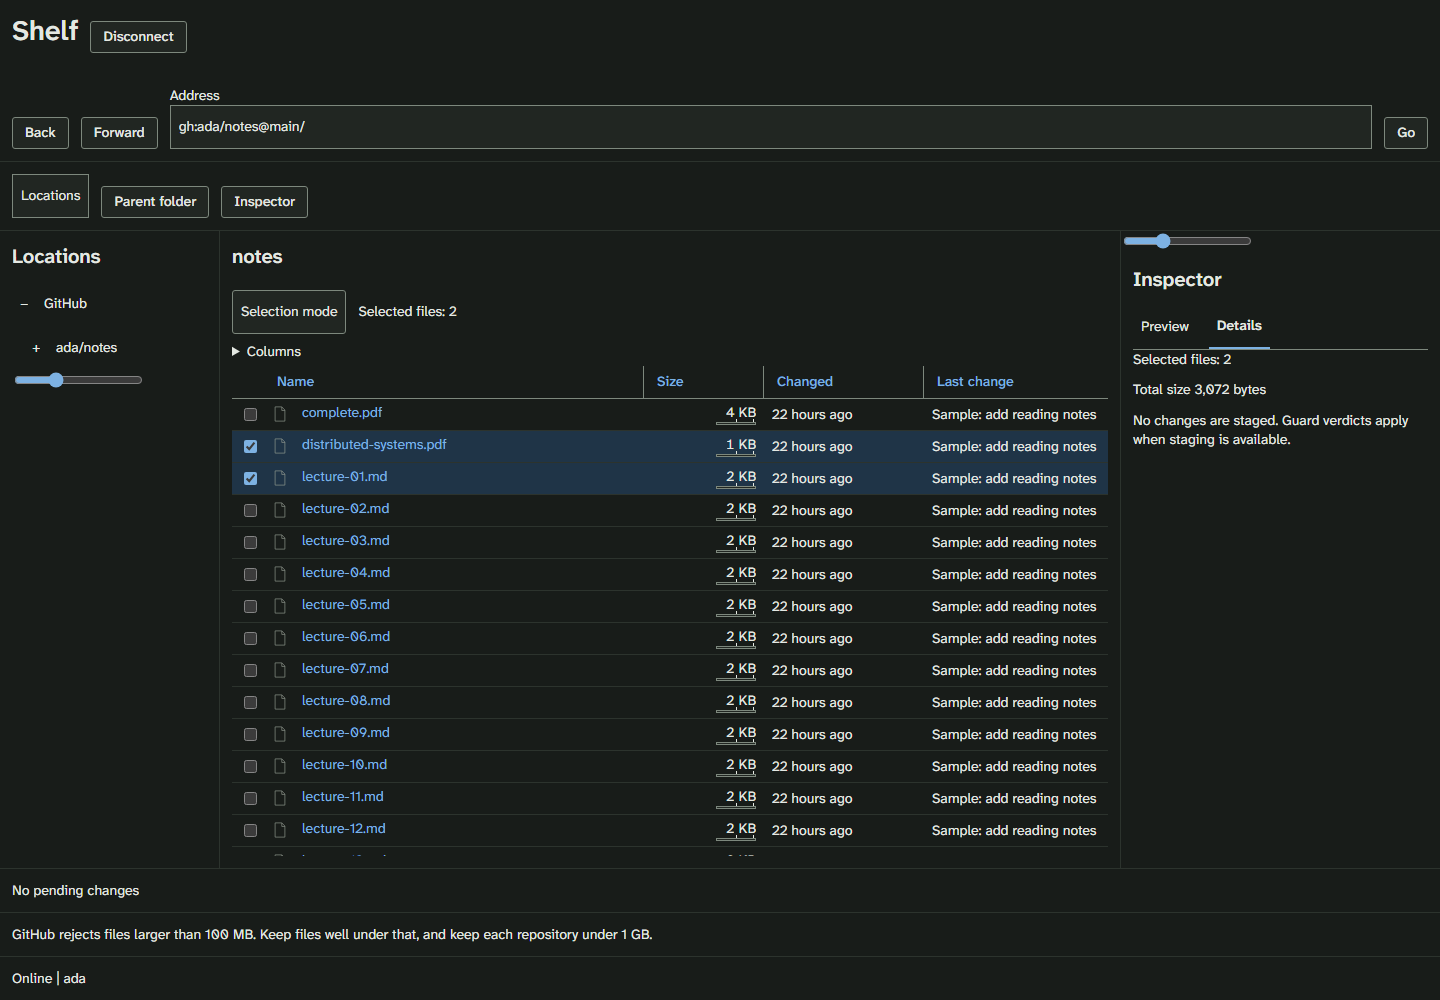 Shelf
Disconnect
Address
Back
Forward
gh:ada/notes@main/
Go
Locations
Parent folder
Inspector
Locations
– GitHub
+ ada/notes
notes
Selection mode
Selected files: 2
Columns
Name Size Changed Last change
complete.pdf 4 KB 22 hours ago Sample: add reading notes
distributed-systems.pdf 1 KB 22 hours ago Sample: add reading notes
lecture-01.md 2 KB 22 hours ago Sample: add reading notes
lecture-02.md 2 KB 22 hours ago Sample: add reading notes
lecture-03.md 2 KB 22 hours ago Sample: add reading notes
lecture-04.md 2 KB 22 hours ago Sample: add reading notes
lecture-05.md 2 KB 22 hours ago Sample: add reading notes
lecture-06.md 2 KB 22 hours ago Sample: add reading notes
lecture-07.md 2 KB 22 hours ago Sample: add reading notes
lecture-08.md 2 KB 22 hours ago Sample: add reading notes
lecture-09.md 2 KB 22 hours ago Sample: add reading notes
lecture-10.md 2 KB 22 hours ago Sample: add reading notes
lecture-11.md 2 KB 22 hours ago Sample: add reading notes
lecture-12.md 2 KB 22 hours ago Sample: add reading notes
Inspector
Preview Details
Selected files: 2
Total size 3,072 bytes
No changes are staged. Guard verdicts apply
when staging is available.
No pending changes
GitHub rejects files larger than 100 MB. Keep files well under that, and keep each repository under 1 GB.
Online | ada